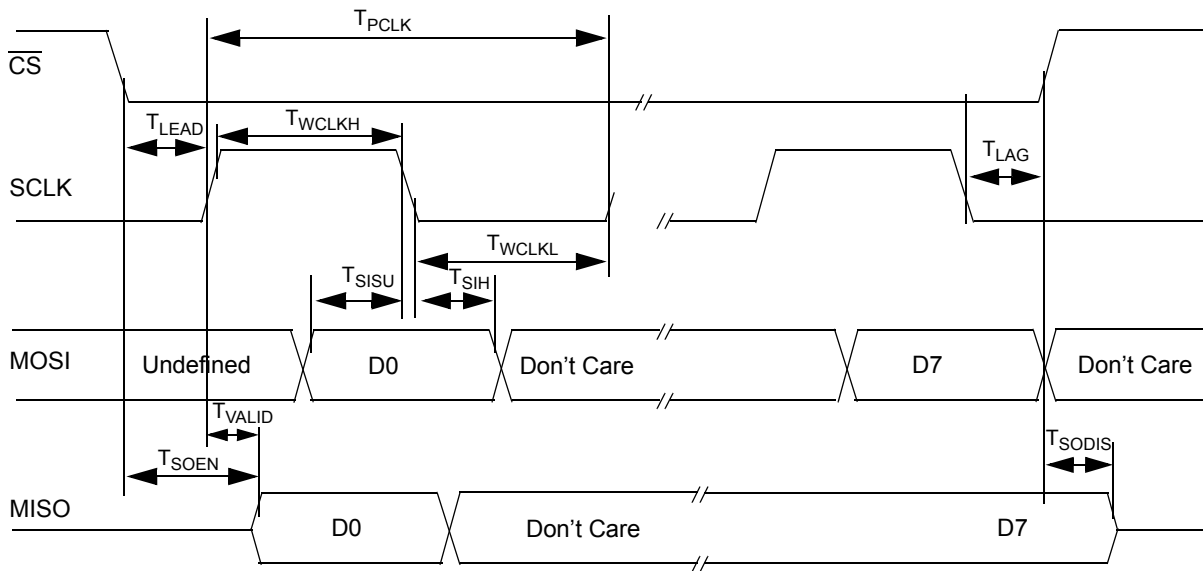 T_PCLK
CS
T_LEAD T_WCLKH
T_LAG
SCLK
T_WCLKL
T_SISU T_SIH
MOSI Undefined D0 Don't Care D7 Don't Care
T_VALID
T_SOEN T_SODIS
MISO D0 Don't Care D7